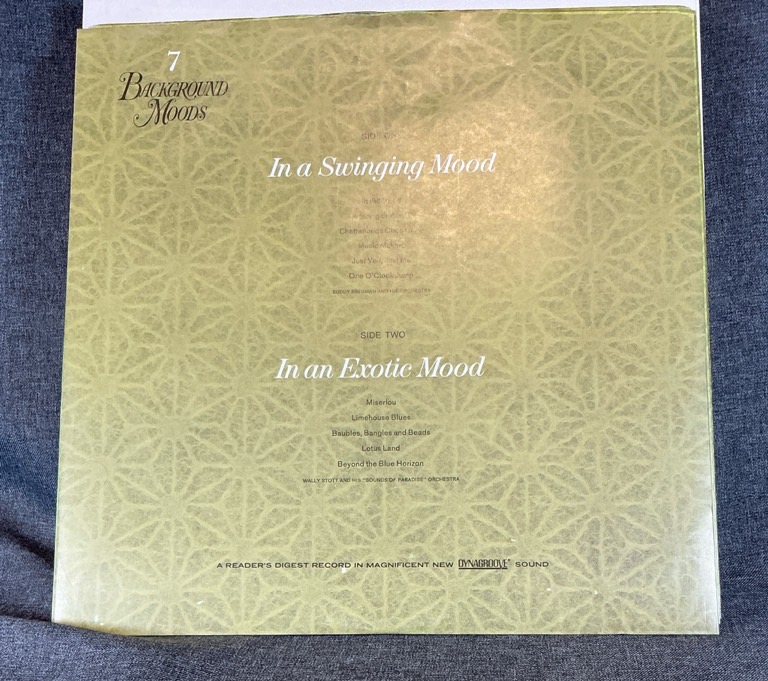 7
BACKGROUND
MOODS
In a Swinging Mood
Just You,
One O'Clock Jump
SIDE TWO
In an Exotic Mood
Miserlou
Limehouse Blues
Baubles, Bangles and Beads
Lotus Land
Beyond the Blue Horizon
WALLY STOTT AND HIS "SOUNDS OF PARADISE" ORCHESTRA
A READER'S DIGEST RECORD IN MAGNIFICENT NEW DYNAGROOVE® SOUND